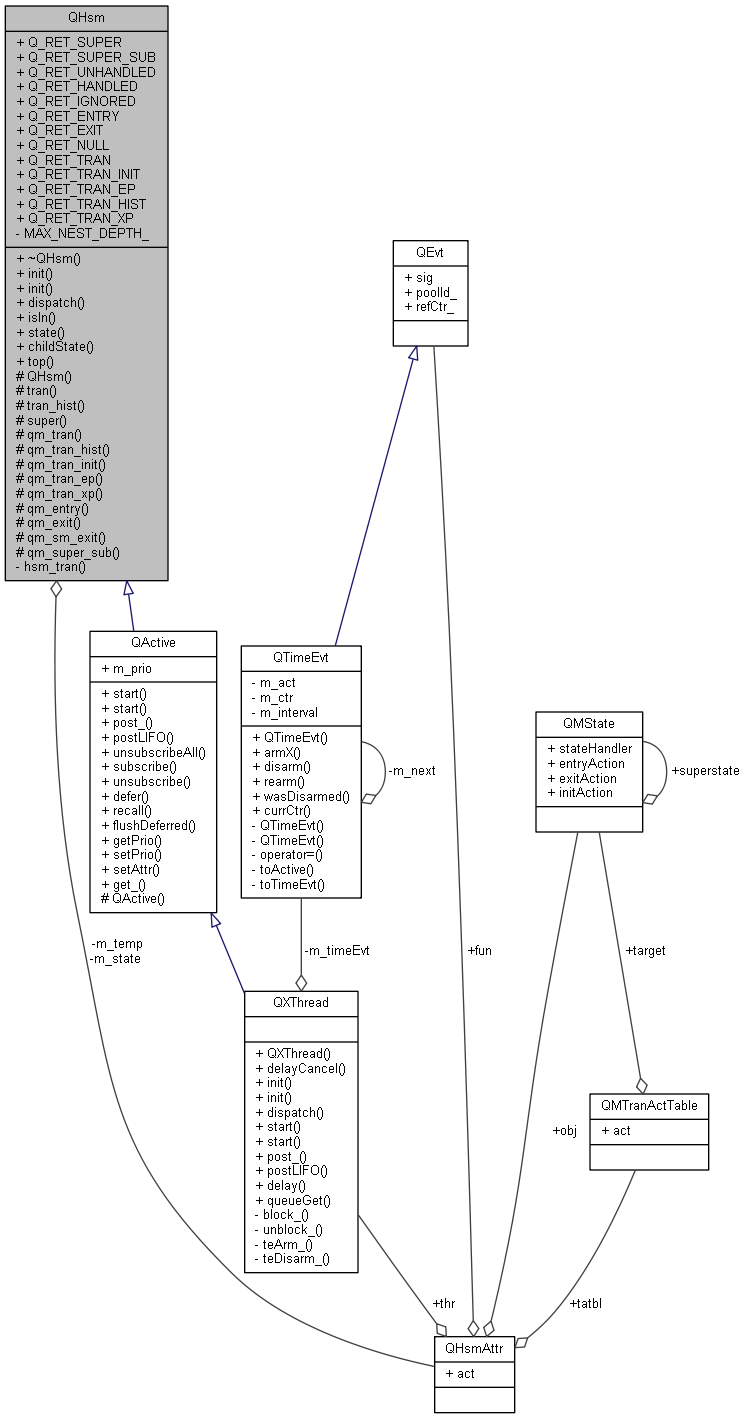 QHsm
+ Q_RET_SUPER
+ Q_RET_SUPER_SUB
+ Q_RET_UNHANDLED
+ Q_RET_HANDLED
+ Q_RET_IGNORED
+ Q_RET_ENTRY
+ Q_RET_EXIT
+ Q_RET_NULL
+ Q_RET_TRAN
+ Q_RET_TRAN_INIT
+ Q_RET_TRAN_EP
+ Q_RET_TRAN_HIST
+ Q_RET_TRAN_XP
- MAX_NEST_DEPTH_
+ ~QHsm()
+ init()
+ init()
+ dispatch()
+ isIn()
+ state()
+ childState()
+ top()
# QHsm()
# tran()
# tran_hist()
# super()
# qm_tran()
# qm_tran_hist()
# qm_tran_init()
# qm_tran_ep()
# qm_tran_xp()
# qm_entry()
# qm_exit()
# qm_sm_exit()
# qm_super_sub()
- hsm_tran()
QEvt
+ sig
+ poolId_
+ refCtr_
QActive
+ m_prio
+ start()
+ start()
+ post_()
+ postLIFO()
+ unsubscribeAll()
+ subscribe()
+ unsubscribe()
+ defer()
+ recall()
+ flushDeferred()
+ getPrio()
+ setPrio()
+ setAttr()
+ get_()
# QActive()
QTimeEvt
- m_act
- m_ctr
- m_interval
+ QTimeEvt()
+ armX()
+ disarm()
+ rearm()
+ wasDisarmed()
+ currCtr()
- QTimeEvt()
- QTimeEvt()
- operator=()
- toActive()
- toTimeEvt()
-m_next
QMState
+ stateHandler
+ entryAction
+ exitAction
+ initAction
+superstate
-m_temp
-m_state
-m_timeEvt
+fun
+target
QXThread
+ QXThread()
+ delayCancel()
+ init()
+ init()
+ dispatch()
+ start()
+ start()
+ post_()
+ postLIFO()
+ delay()
+ queueGet()
- block_()
- unblock_()
- teArm_()
- teDisarm_()
QMTranActTable
+ act
+obj
+thr
+tatbl
QHsmAttr
+ act